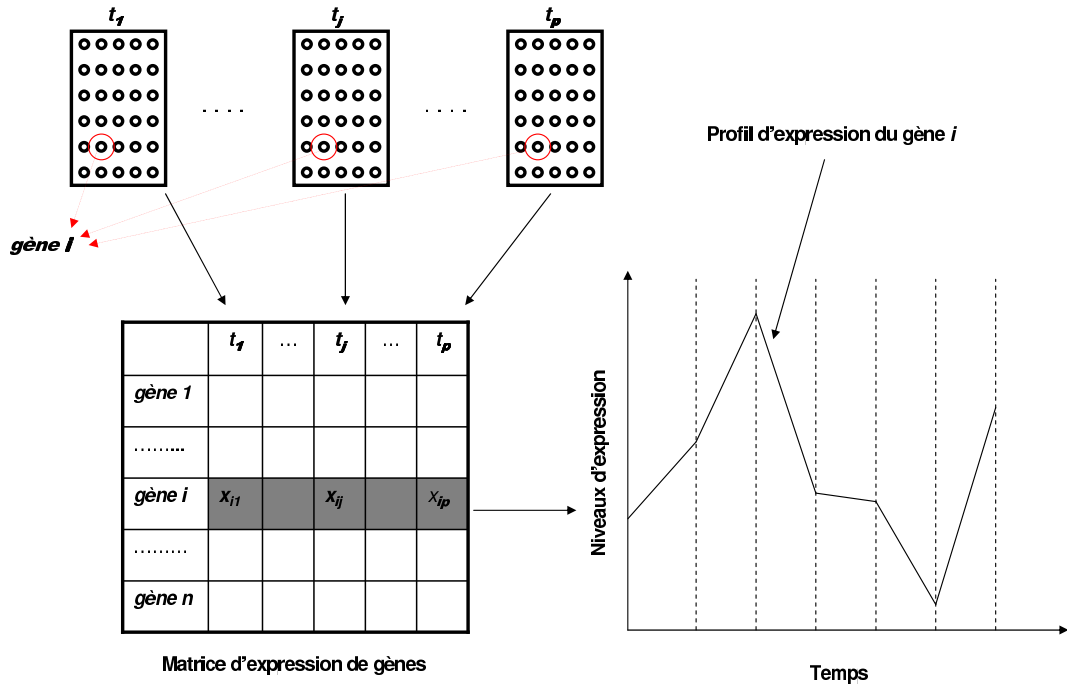 t1 tj tp
. . . . . . . .
Profil d'expression du gène i
gène i
t1 ... tj ... tp
gène 1
.........
gène i xi1 xij xip
.........
gène n
Matrice d'expression de gènes
Niveaux d'expression
Temps